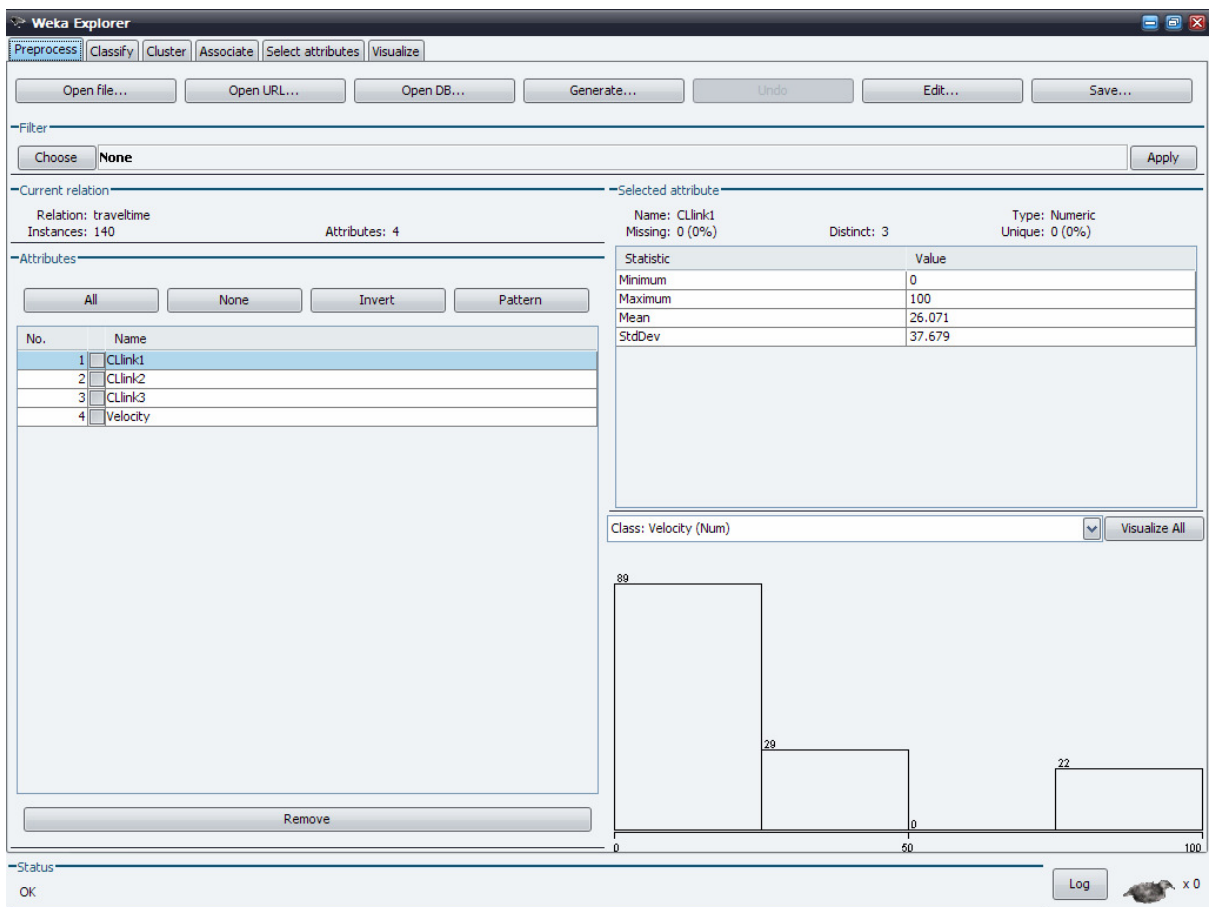 Weka Explorer
Preprocess Classify Cluster Associate Select attributes Visualize
Open file... Open URL... Open DB... Generate... Undo Edit... Save...
Filter
Choose None Apply
Current relation
Relation: traveltime
Instances: 140 Attributes: 4
Selected attribute
Name: CLlink1 Type: Numeric
Missing: 0 (0%) Distinct: 3 Unique: 0 (0%)
Attributes
All None Invert Pattern
No. Name
1 CLlink1
2 CLlink2
3 CLlink3
4 Velocity
Remove
Statistic Value
Minimum 0
Maximum 100
Mean 26.071
StdDev 37.679
Class: Velocity (Num) Visualize All
89
29
22
0
0 50 100
Status
OK Log x 0